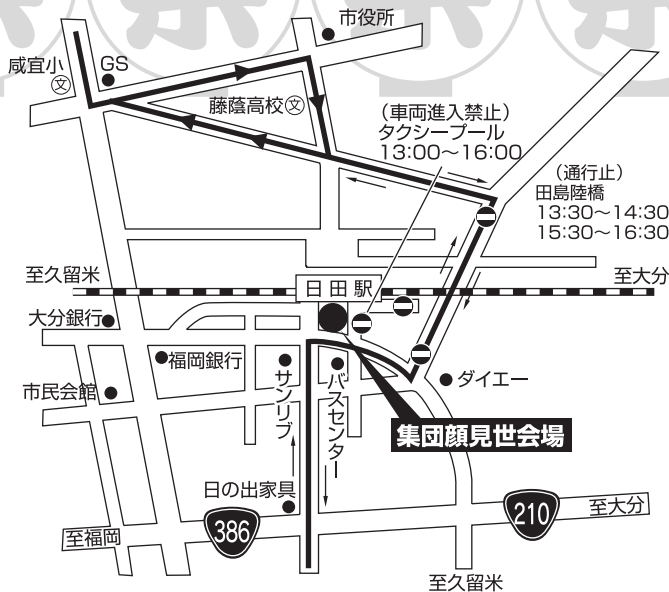 市役所
咸宜小
文
GS
藤蔭高校文
(車両進入禁止)
タクシープール
13:00〜16:00
(通行止)
田島陸橋
13:30〜14:30
15:30〜16:30
至久留米
日田駅
至大分
大分銀行
福岡銀行
サンリブ
バスセンター
ダイエー
市民会館
集団顔見世会場
日の出家具
386
210
至大分
至福岡
至久留米